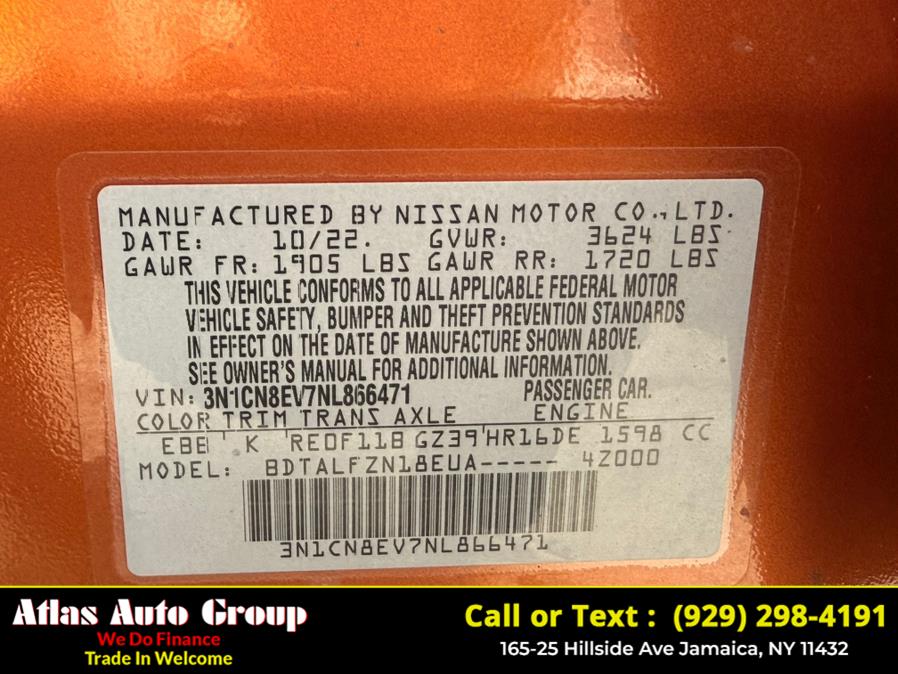 MANUFACTURED BY NISSAN MOTOR CO., LTD.
DATE: 10/22. GVWR: 3624 LBS
GAWR FR: 1905 LBS GAWR RR: 1720 LBS
THIS VEHICLE CONFORMS TO ALL APPLICABLE FEDERAL MOTOR
VEHICLE SAFETY, BUMPER AND THEFT PREVENTION STANDARDS
IN EFFECT ON THE DATE OF MANUFACTURE SHOWN ABOVE.
SEE OWNER'S MANUAL FOR ADDITIONAL INFORMATION.
VIN: 3N1CN8EV7NL866471 PASSENGER CAR.
COLOR TRIM TRANS AXLE ENGINE
EBB K RE0F11B GZ39 HR16DE 1598 CC
MODEL: BDTALFZN18EUA----- 4Z000
3N1CN8EV7NL866471
Atlas Auto Group
We Do Finance
Trade In Welcome
Call or Text : (929) 298-4191
165-25 Hillside Ave Jamaica, NY 11432